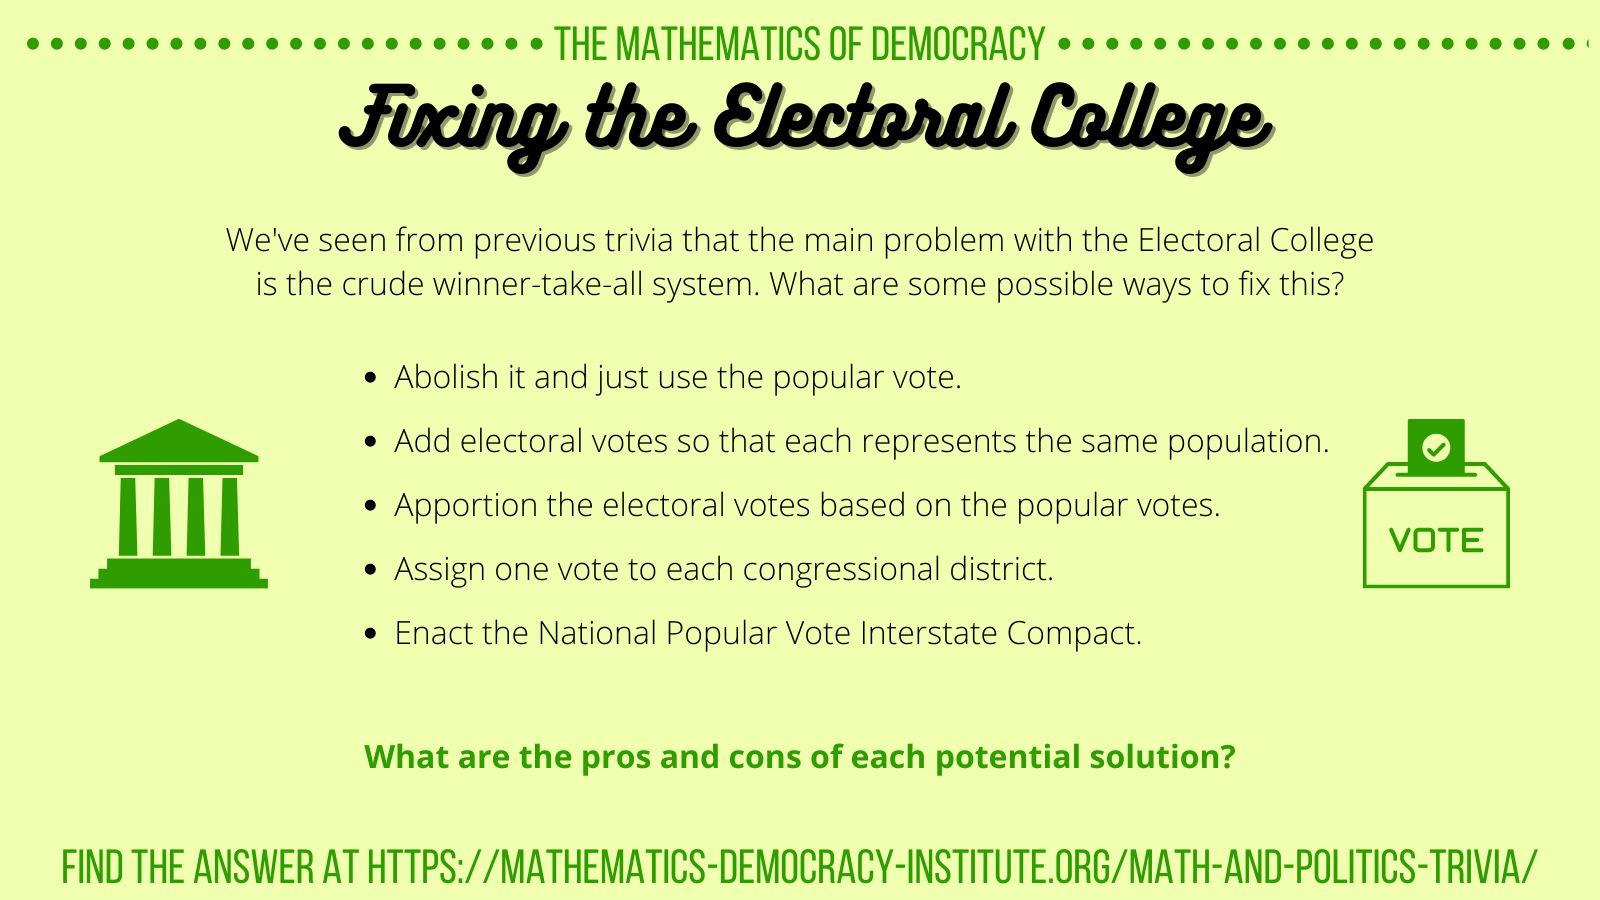 THE MATHEMATICS OF DEMOCRACY
Fixing the Electoral College
We've seen from previous trivia that the main problem with the Electoral College
is the crude winner-take-all system. What are some possible ways to fix this?
• Abolish it and just use the popular vote.
• Add electoral votes so that each represents the same population.
• Apportion the electoral votes based on the popular votes.
• Assign one vote to each congressional district.
• Enact the National Popular Vote Interstate Compact.
VOTE
What are the pros and cons of each potential solution?
FIND THE ANSWER AT HTTPS://MATHEMATICS-DEMOCRACY-INSTITUTE.ORG/MATH-AND-POLITICS-TRIVIA/